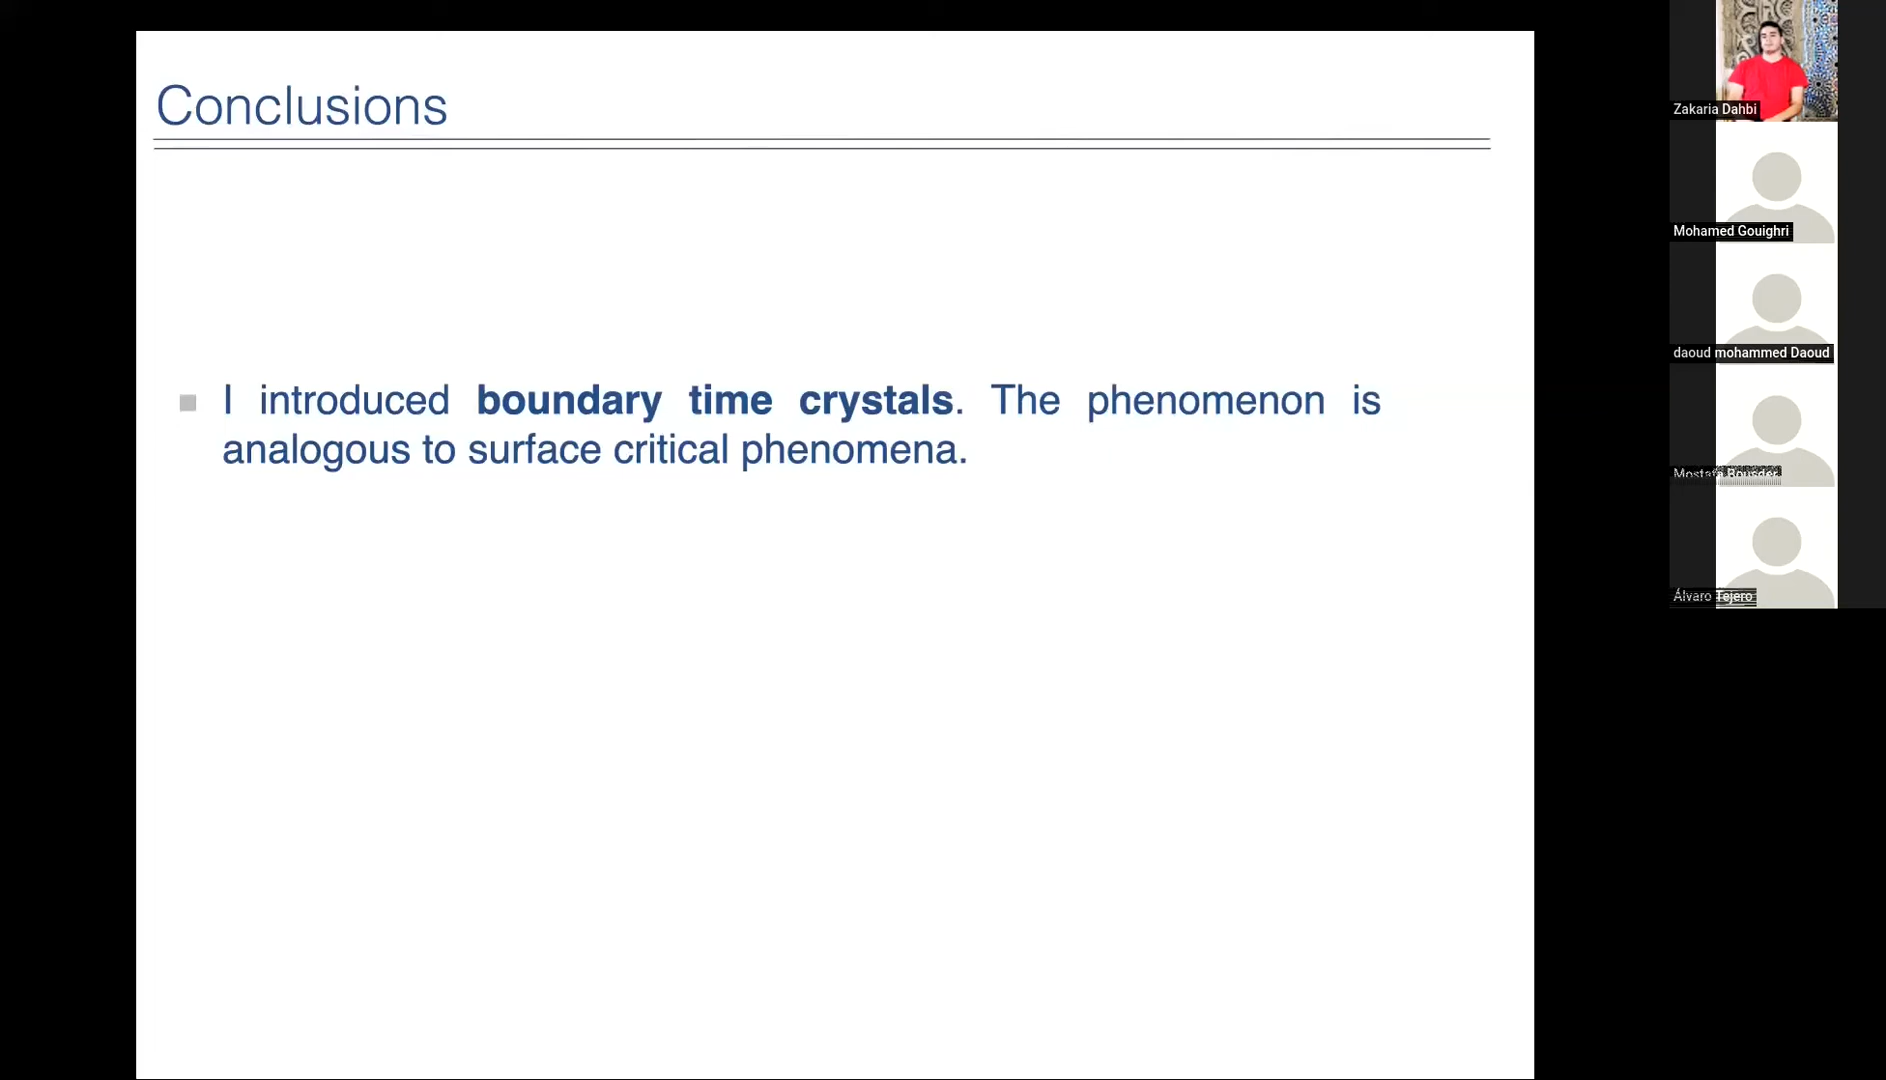 Conclusions
I introduced boundary time crystals. The phenomenon is
analogous to surface critical phenomena.
Zakaria Dahbi
Mohamed Gouighri
daoud mohammed Daoud
Álvaro Tejero